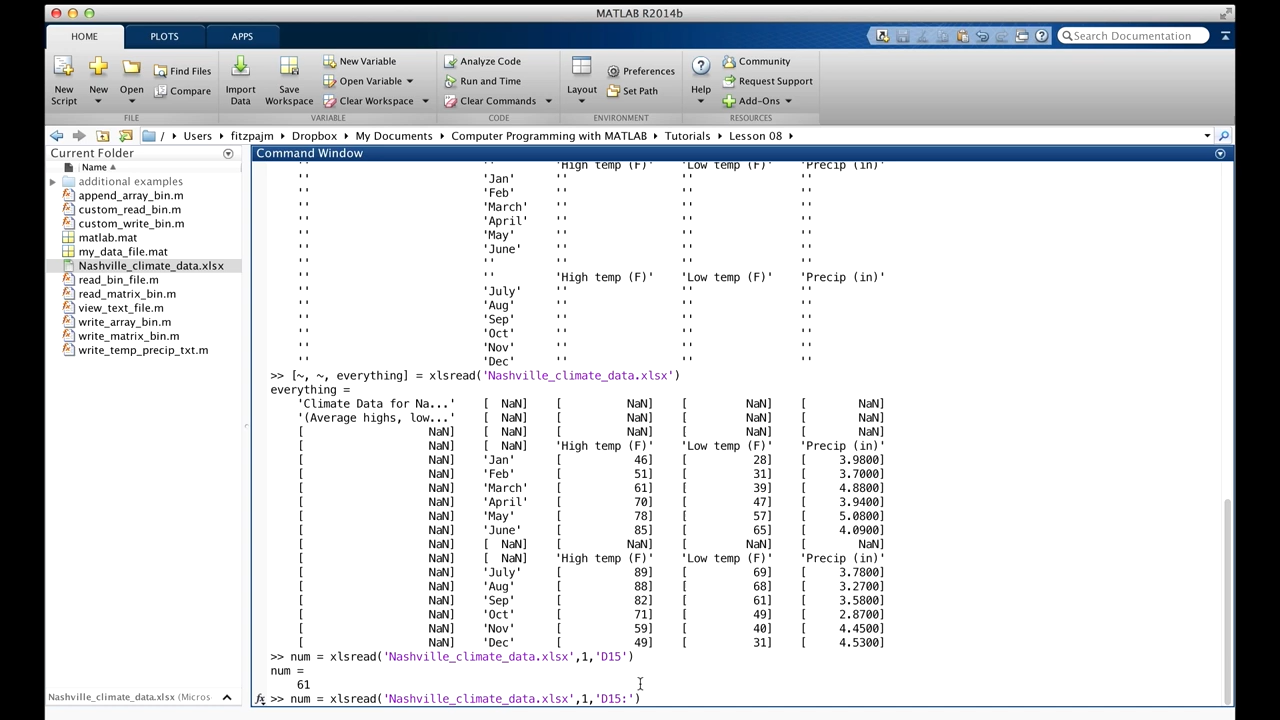 MATLAB R2014b
HOME PLOTS APPS Search Documentation
New Script New Open Find Files Compare Import Data Save Workspace New Variable Open Variable Clear Workspace Analyze Code Run and Time Clear Commands Layout Preferences Set Path Help Community Request Support Add-Ons
FILE VARIABLE CODE ENVIRONMENT RESOURCES
/ Users fitzpajm Dropbox My Documents Computer Programming with MATLAB Tutorials Lesson 08
Current Folder
Name
additional examples
append_array_bin.m
custom_read_bin.m
custom_write_bin.m
matlab.mat
my_data_file.mat
Nashville_climate_data.xlsx
read_bin_file.m
read_matrix_bin.m
view_text_file.m
write_array_bin.m
write_matrix_bin.m
write_temp_precip_txt.m
Nashville_climate_data.xlsx (Micros
Command Window
'' '' 'High temp (F)' 'Low temp (F)' 'Precip (in)'
'' 'Jan' '' '' ''
'' 'Feb' '' '' ''
'' 'March' '' '' ''
'' 'April' '' '' ''
'' 'May' '' '' ''
'' 'June' '' '' ''
'' '' '' '' ''
'' '' 'High temp (F)' 'Low temp (F)' 'Precip (in)'
'' 'July' '' '' ''
'' 'Aug' '' '' ''
'' 'Sep' '' '' ''
'' 'Oct' '' '' ''
'' 'Nov' '' '' ''
'' 'Dec' '' '' ''
>> [~, ~, everything] = xlsread('Nashville_climate_data.xlsx')
everything =
'Climate Data for Na...' [ NaN] [ NaN] [ NaN] [ NaN]
'(Average highs, low...' [ NaN] [ NaN] [ NaN] [ NaN]
[ NaN] [ NaN] [ NaN] [ NaN] [ NaN]
[ NaN] [ NaN] 'High temp (F)' 'Low temp (F)' 'Precip (in)'
[ NaN] 'Jan' [ 46] [ 28] [ 3.9800]
[ NaN] 'Feb' [ 51] [ 31] [ 3.7000]
[ NaN] 'March' [ 61] [ 39] [ 4.8800]
[ NaN] 'April' [ 70] [ 47] [ 3.9400]
[ NaN] 'May' [ 78] [ 57] [ 5.0800]
[ NaN] 'June' [ 85] [ 65] [ 4.0900]
[ NaN] [ NaN] [ NaN] [ NaN] [ NaN]
[ NaN] [ NaN] 'High temp (F)' 'Low temp (F)' 'Precip (in)'
[ NaN] 'July' [ 89] [ 69] [ 3.7800]
[ NaN] 'Aug' [ 88] [ 68] [ 3.2700]
[ NaN] 'Sep' [ 82] [ 61] [ 3.5800]
[ NaN] 'Oct' [ 71] [ 49] [ 2.8700]
[ NaN] 'Nov' [ 59] [ 40] [ 4.4500]
[ NaN] 'Dec' [ 49] [ 31] [ 4.5300]
>> num = xlsread('Nashville_climate_data.xlsx',1,'D15')
num =
61
fx >> num = xlsread('Nashville_climate_data.xlsx',1,'D15:')